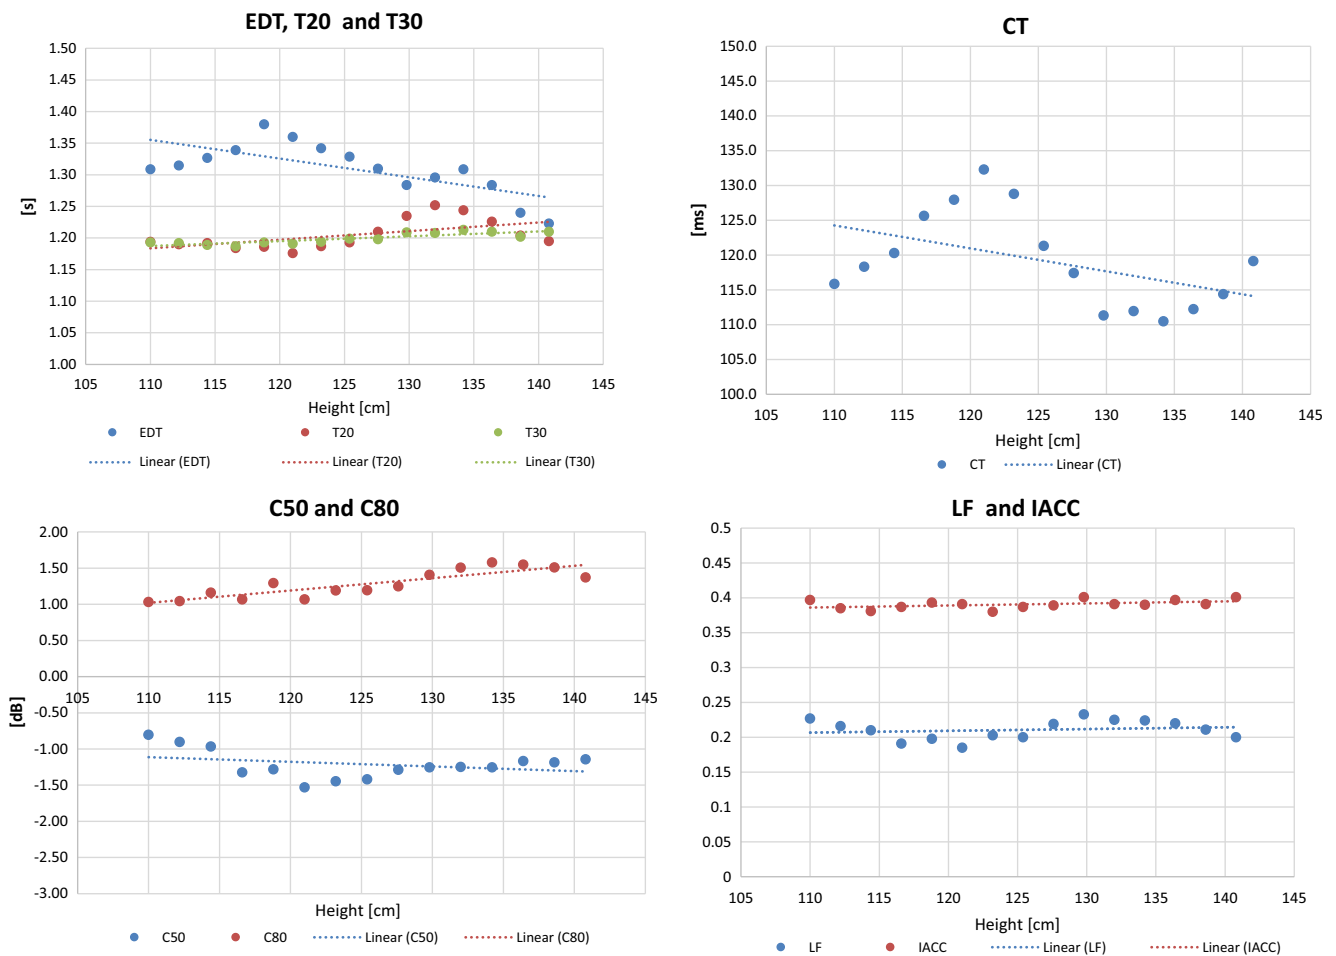 EDT, T20 and T30
1.50
1.45
1.40
1.35
1.30
1.25
1.20
1.15
1.10
1.05
1.00
[s]
105 110 115 120 125 130 135 140 145
Height [cm]
EDT T20 T30
Linear (EDT) Linear (T20) Linear (T30)
CT
150.0
145.0
140.0
135.0
130.0
125.0
120.0
115.0
110.0
105.0
100.0
[ms]
105 110 115 120 125 130 135 140 145
Height [cm]
CT Linear (CT)
C50 and C80
2.00
1.50
1.00
0.50
0.00
105 110 115 120 125 130 135 140 145
-0.50
-1.00
-1.50
-2.00
-2.50
-3.00
[dB]
Height [cm]
C50 C80 Linear (C50) Linear (C80)
LF and IACC
0.5
0.45
0.4
0.35
0.3
0.25
0.2
0.15
0.1
0.05
0
105 110 115 120 125 130 135 140 145
Height [cm]
LF IACC Linear (LF) Linear (IACC)